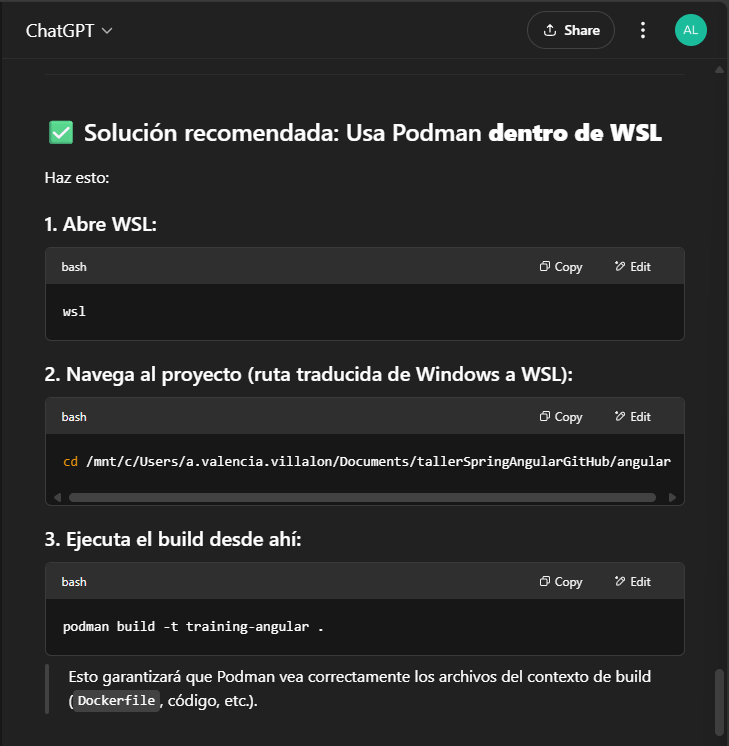 ChatGPT
Share
AL
Solución recomendada: Usa Podman dentro de WSL
Haz esto:
1. Abre WSL:
bash
Copy
Edit
wsl
2. Navega al proyecto (ruta traducida de Windows a WSL):
bash
Copy
Edit
cd /mnt/c/Users/a.valencia.villalon/Documents/tallerSpringAngularGitHub/angular
3. Ejecuta el build desde ahí:
bash
Copy
Edit
podman build -t training-angular .
Esto garantizará que Podman vea correctamente los archivos del contexto de build
(Dockerfile, código, etc.).